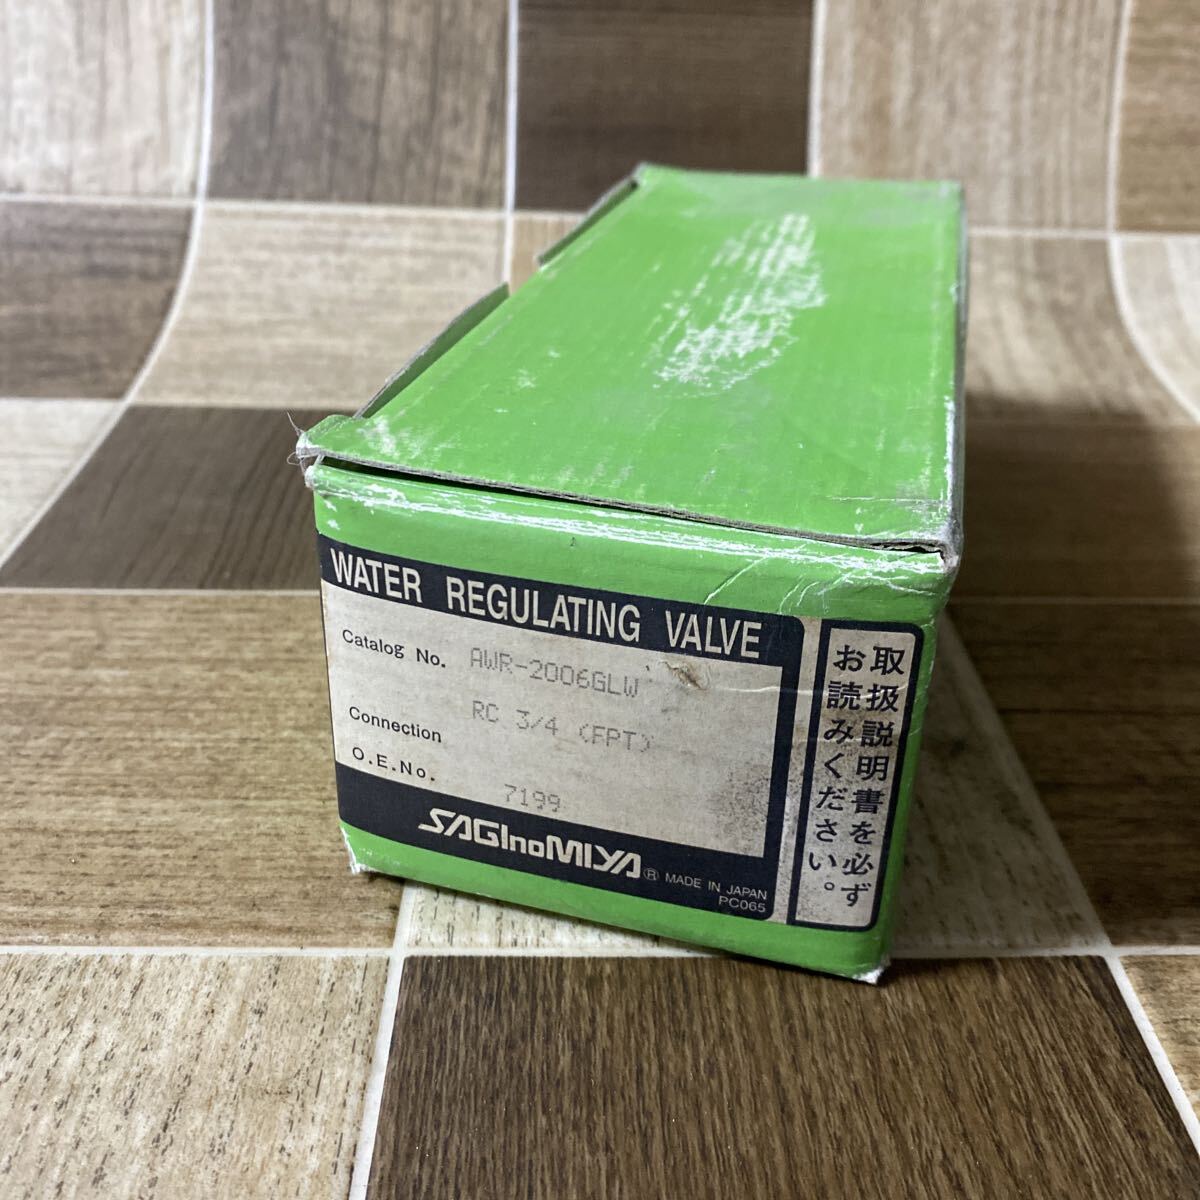 WATER REGULATING VALVE
Catalog No. AWR-2006GLW
Connection RC 3/4 (FPT)
O.E.No. 7199
SAGInoMIYA ® MADE IN JAPAN
PC065
取扱説明書を必ず
お読みください。